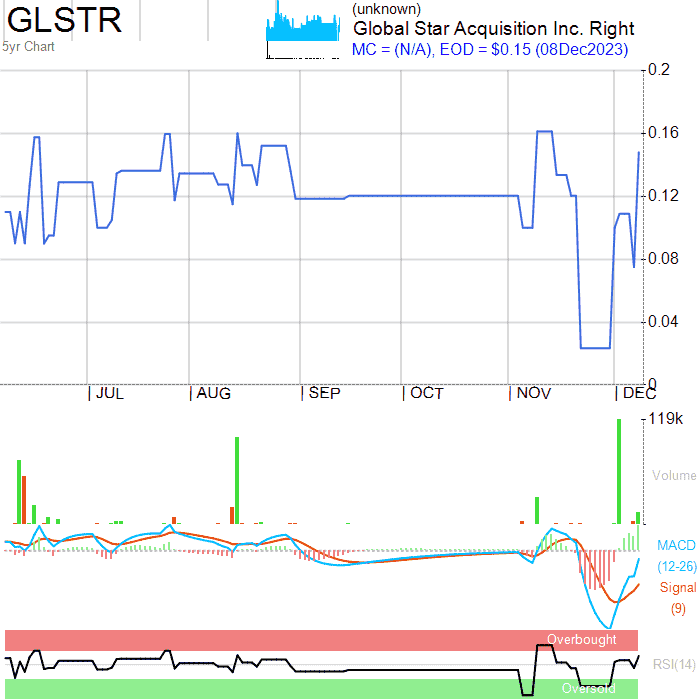 GLSTR
5yr Chart
(unknown)
Global Star Acquisition Inc. Right
MC = (N/A), EOD = $0.15 (08Dec2023)
0.2
0.16
0.12
0.08
0.04
0
JUL AUG SEP OCT NOV DEC
119k
Volume
MACD
(12-26)
Signal
(9)
Overbought
RSI(14)
Oversold